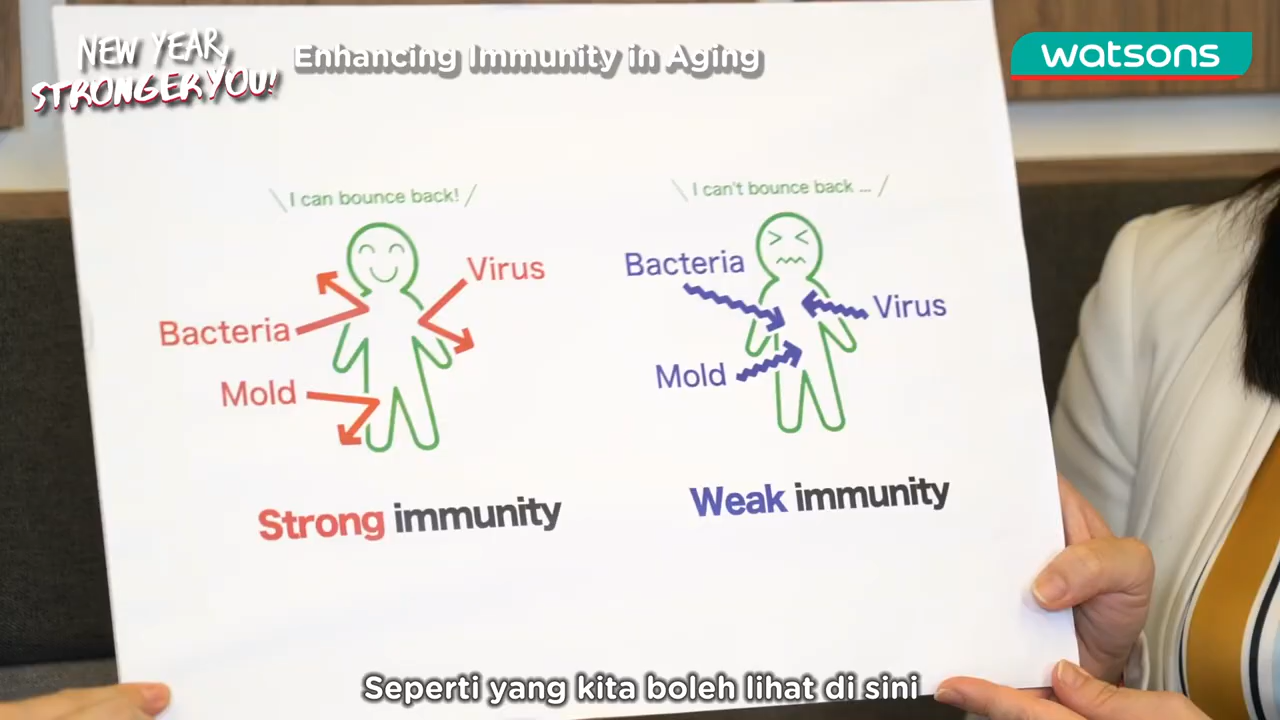 NEW YEAR,
STRONGER YOU!
Enhancing Immunity in Aging
watsons
I can bounce back!
Virus
Bacteria
Mold
Strong immunity
I can't bounce back ...
Bacteria
Virus
Mold
Weak immunity
Seperti yang kita boleh lihat di sini